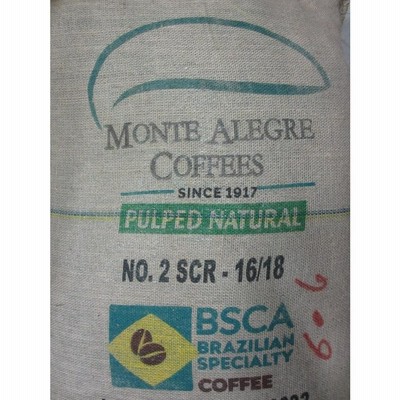 MONTE ALEGRE
COFFEES
SINCE 1917
PULPED NATURAL
NO. 2 SCR - 16/18
BSCA
BRAZILIAN
SPECIALTY
COFFEE